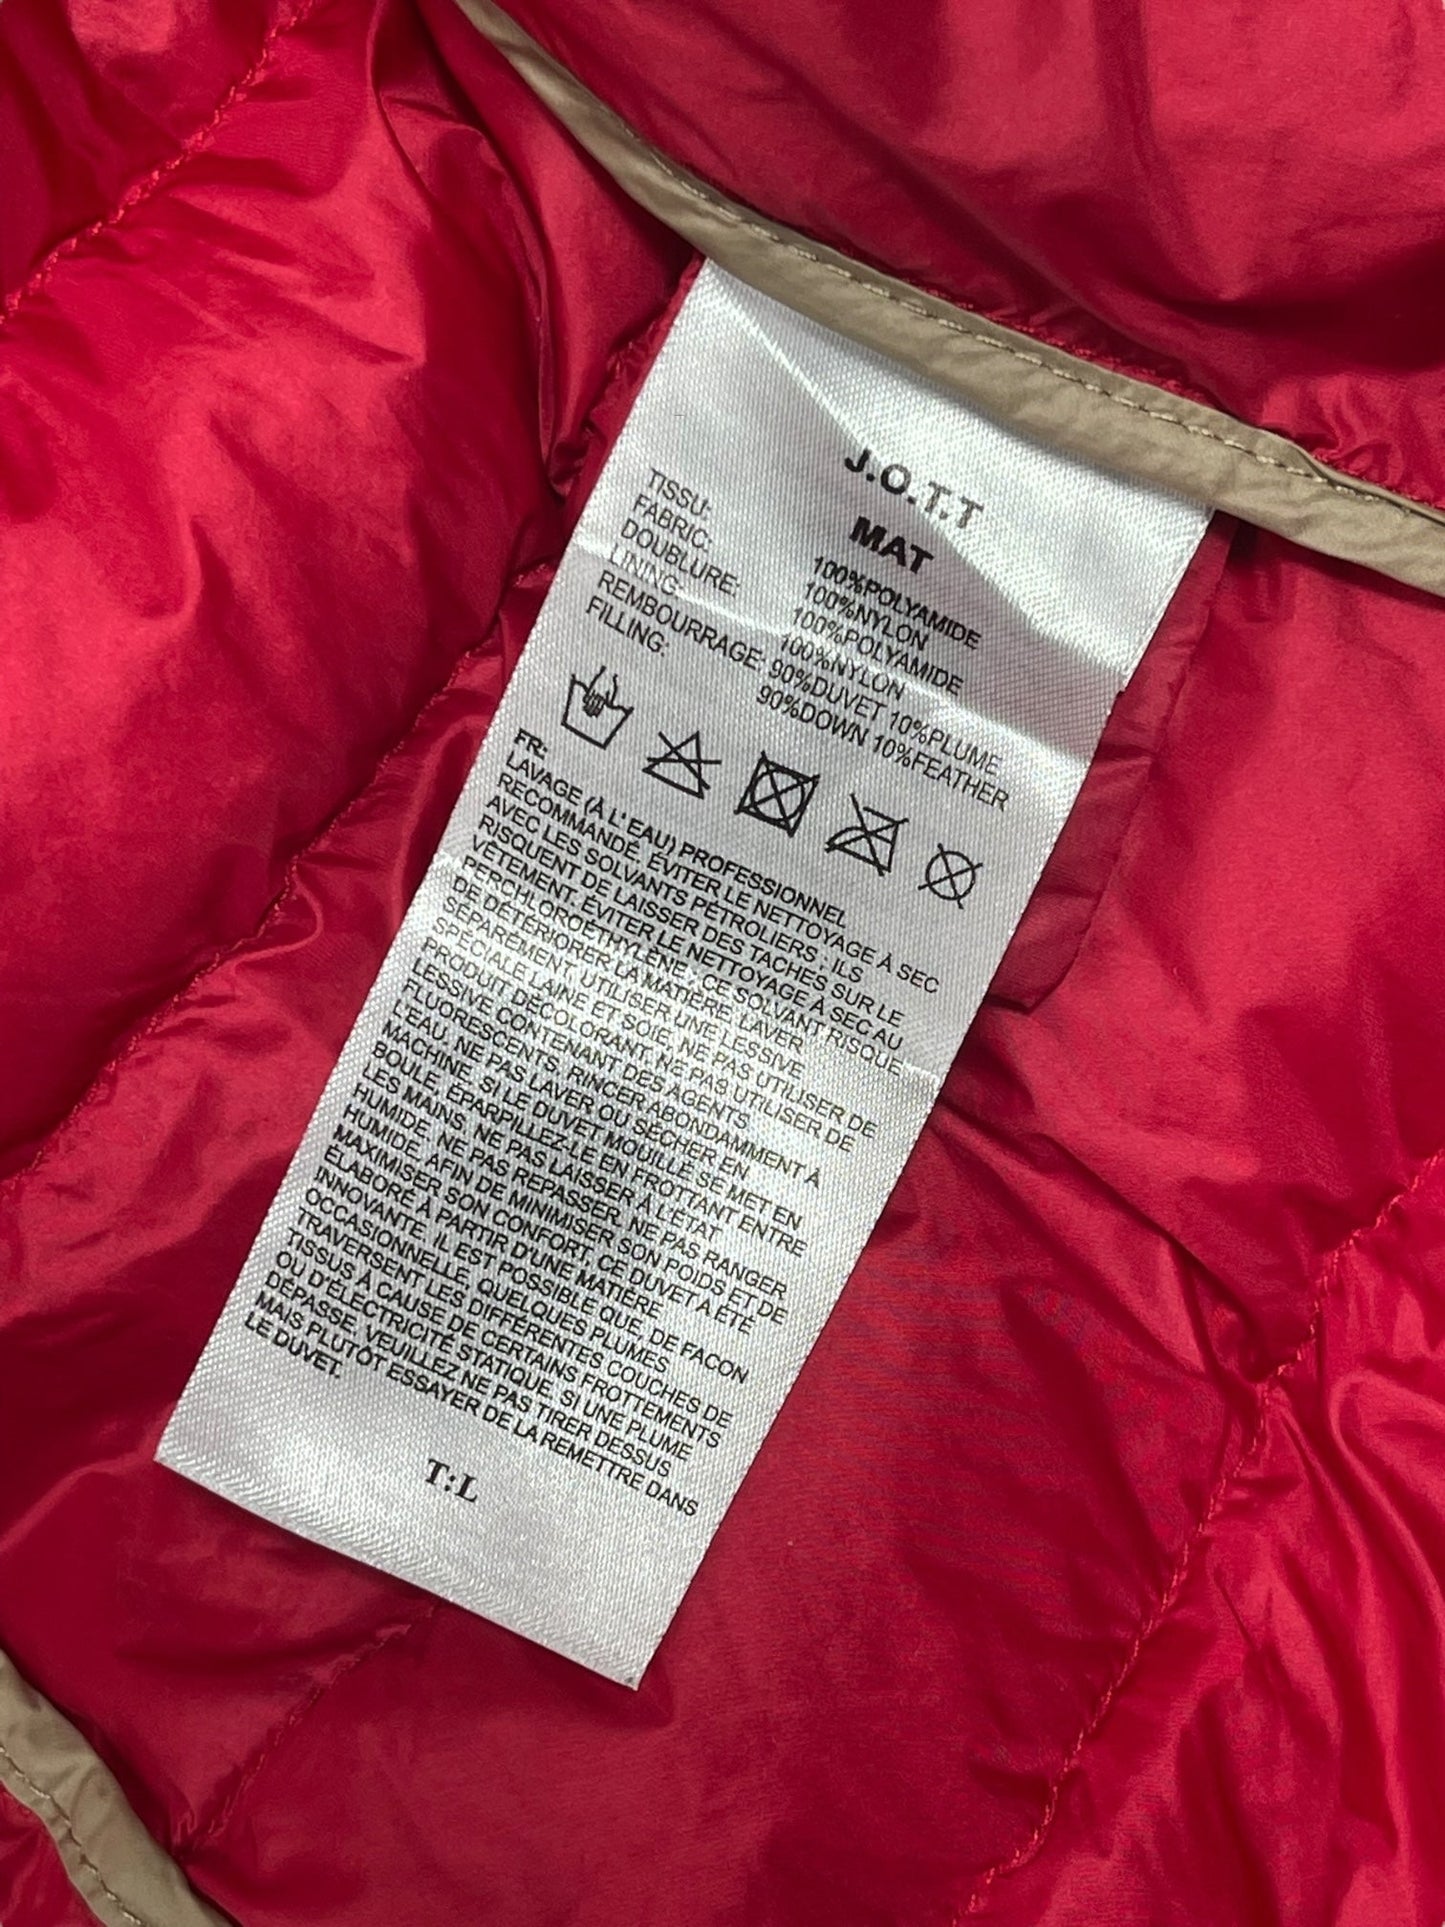 J.O.T.T
MAT
TISSU: 100%POLYAMIDE
FABRIC: 100%NYLON
DOUBLURE: 100%POLYAMIDE
LINING: 100%NYLON
REMBOURRAGE: 90%DUVET 10%PLUME
FILLING: 90%DOWN 10%FEATHER
FR:
LAVAGE (À L'EAU) PROFESSIONNEL
RECOMMANDÉ, ÉVITER LE NETTOYAGE À SEC
AVEC LES SOLVANTS PÉTROLIERS ; ILS
RISQUENT DE LAISSER DES TACHES SUR LE
VÊTEMENT. ÉVITER LE NETTOYAGE À SEC AU
PERCHLOROÉTHYLÈNE, CE SOLVANT RISQUE
DE DÉTÉRIORER LA MATIÈRE, LAVER
SÉPARÉMENT, UTILISER UNE LESSIVE
SPÉCIALE LAINE ET SOIE, NE PAS UTILISER DE
PRODUIT DÉCOLORANT, NE PAS UTILISER DE
LESSIVE CONTENANT DES AGENTS
FLUORESCENTS, RINCER ABONDAMMENT À
L'EAU, NE PAS LAVER OU SÉCHER EN
MACHINE, SI LE DUVET MOUILLÉ SE MET EN
BOULE, ÉPARPILLEZ-LE EN FROTTANT ENTRE
LES MAINS, NE PAS LAISSER À L'ÉTAT
HUMIDE, NE PAS REPASSER, NE PAS RANGER
HUMIDE, AFIN DE MINIMISER SON POIDS ET DE
MAXIMISER SON CONFORT, CE DUVET A ÉTÉ
ÉLABORÉ À PARTIR D'UNE MATIÈRE
INNOVANTE, IL EST POSSIBLE QUE, DE FACON
OCCASIONNELLE, QUELQUES PLUMES
TRAVERSENT LES DIFFÉRENTES COUCHES DE
TISSUS À CAUSE DE CERTAINS FROTTEMENTS
OU D'ÉLECTRICITÉ STATIQUE, SI UNE PLUME
DÉPASSE, VEUILLEZ NE PAS TIRER DESSUS
MAIS PLUTÔT ESSAYER DE LA REMETTRE DANS
LE DUVET.
T:L